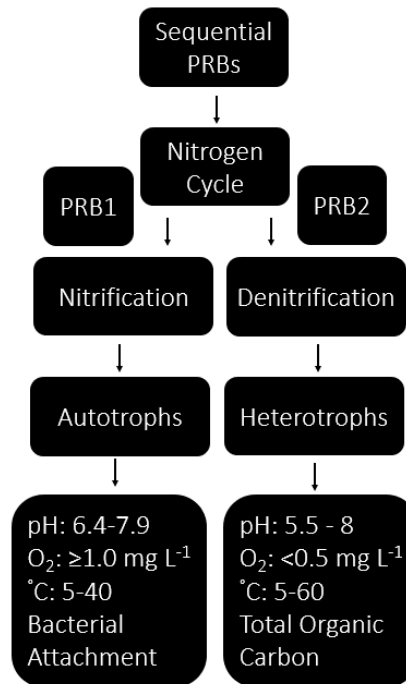 Sequential
PRBs
Nitrogen
Cycle
PRB1
PRB2
Nitrification
Denitrification
Autotrophs
Heterotrophs
pH: 6.4-7.9
O₂: ≥1.0 mg L⁻¹
˚C: 5-40
Bacterial
Attachment
pH: 5.5 - 8
O₂: <0.5 mg L⁻¹
˚C: 5-60
Total Organic
Carbon